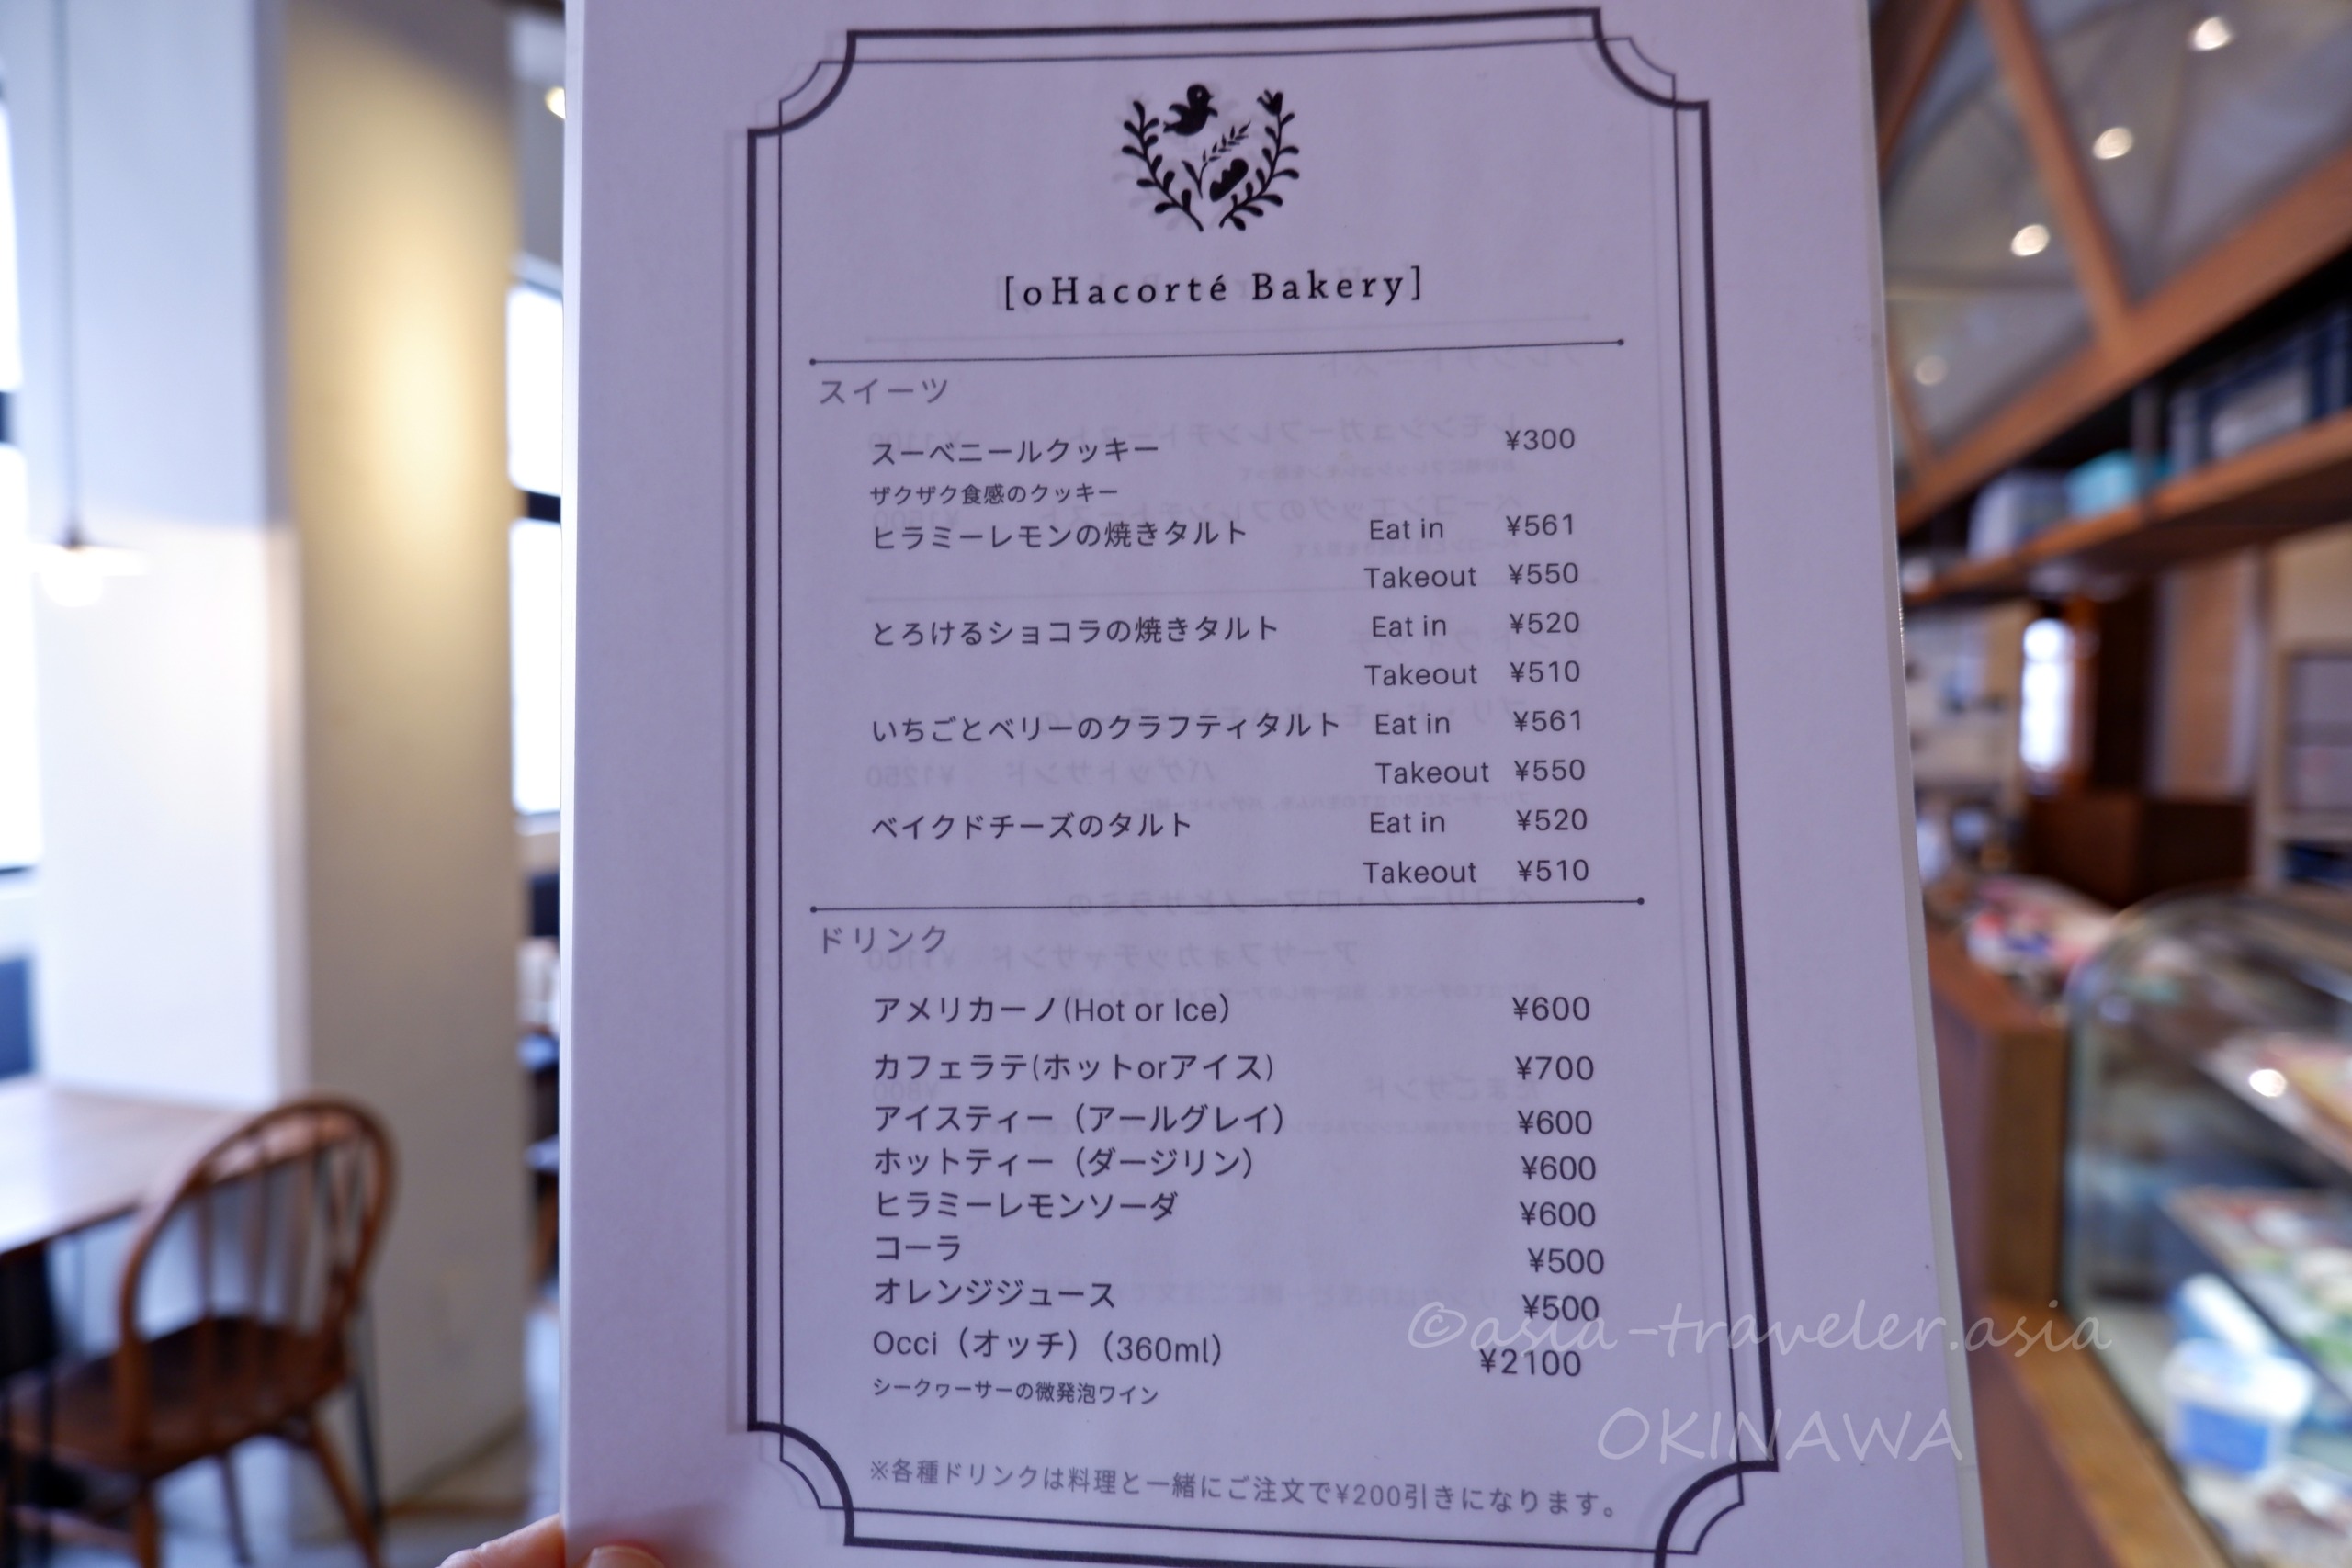 [oHacorté Bakery]
スイーツ
スーベニールクッキー ¥300
ザクザク食感のクッキー
ヒラミーレモンの焼きタルト Eat in ¥561
Takeout ¥550
とろけるショコラの焼きタルト Eat in ¥520
Takeout ¥510
いちごとベリーのクラフティタルト Eat in ¥561
Takeout ¥550
ベイクドチーズのタルト Eat in ¥520
Takeout ¥510
ドリンク
アメリカーノ(Hot or Ice) ¥600
カフェラテ(ホットorアイス) ¥700
アイスティー（アールグレイ） ¥600
ホットティー（ダージリン） ¥600
ヒラミーレモンソーダ ¥600
コーラ ¥500
オレンジジュース ¥500
Occi（オッチ）（360ml） ¥2100
シークヮーサーの微発泡ワイン
※各種ドリンクは料理と一緒にご注文で¥200引きになります。
©asia-traveler.asia
OKINAWA